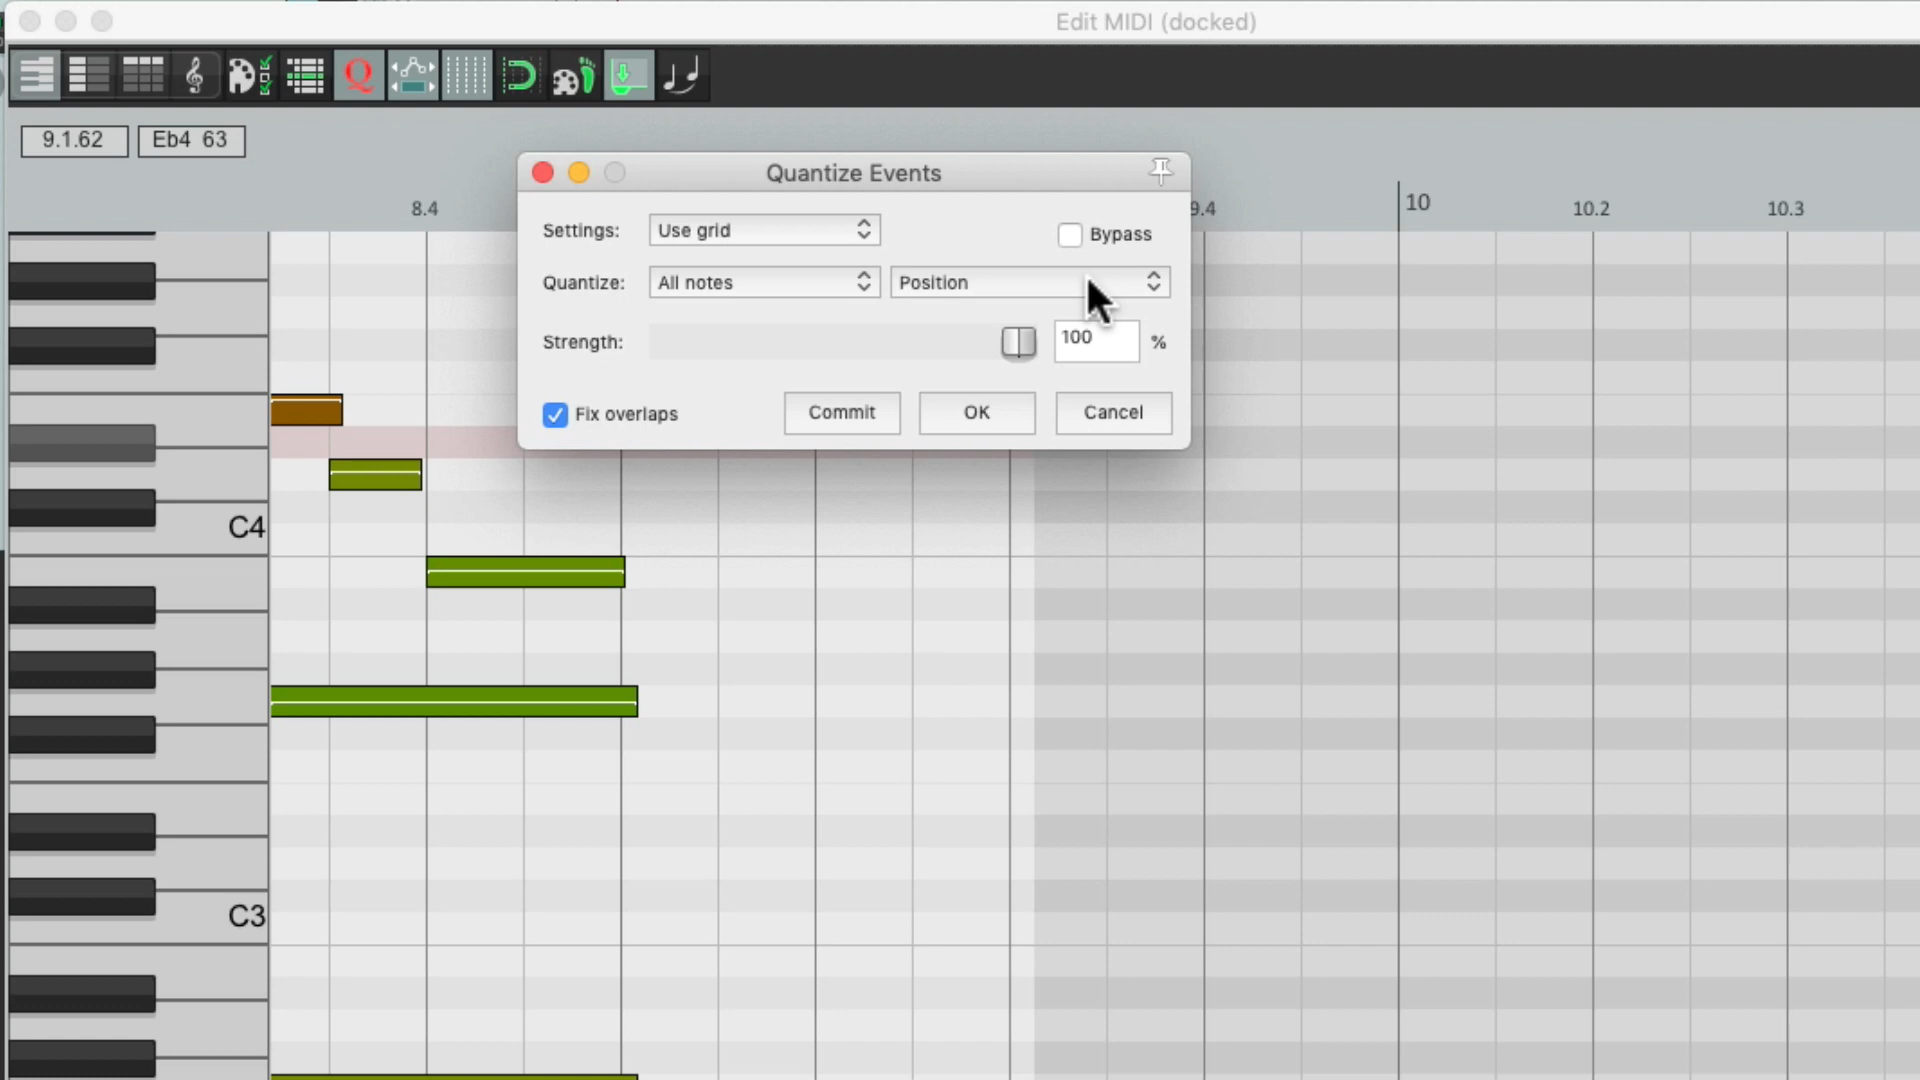 Edit MIDI (docked)
Q
9.1.62 Eb4 63
Quantize Events
8.4 9.4 10 10.2 10.3
Settings: Use grid Bypass
Quantize: All notes Position
Strength: 100 %
Fix overlaps Commit OK Cancel
C4
C3